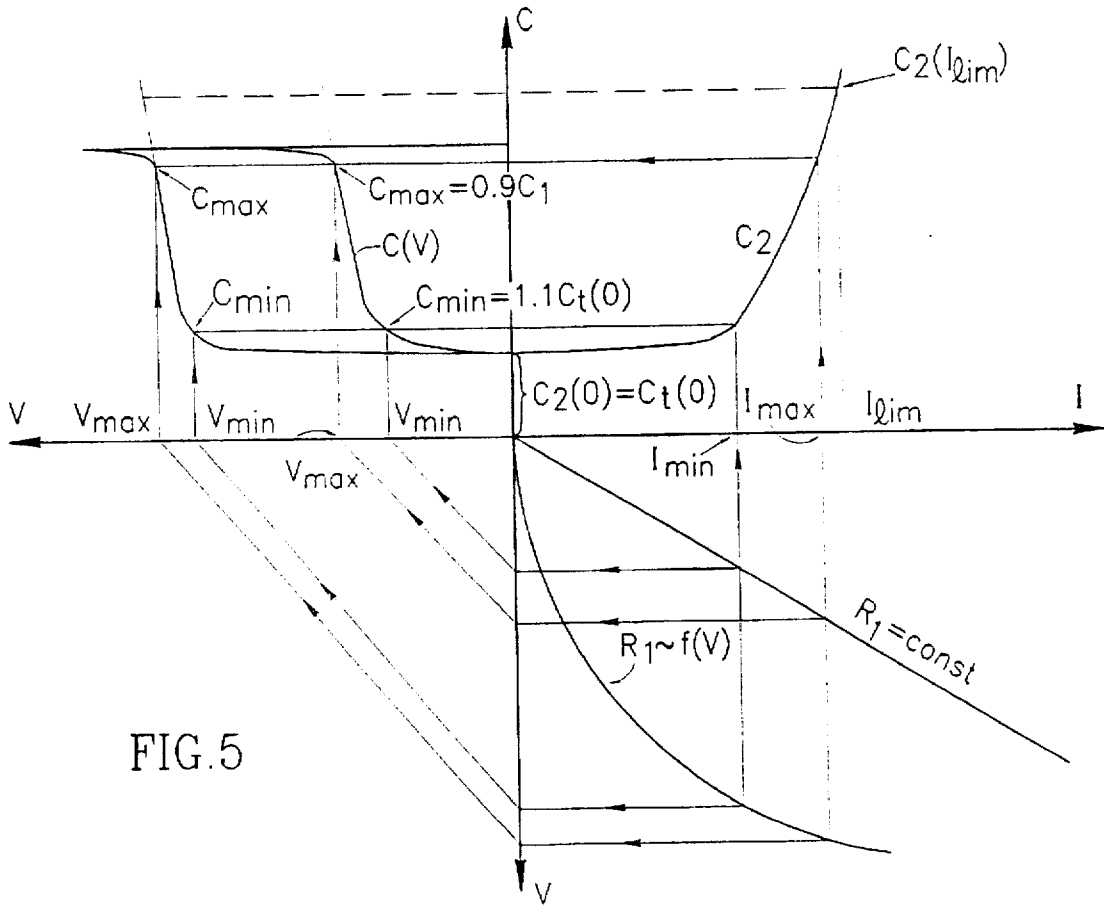 C
C2(Ilim)
Cmax
Cmax=0.9C1
C(V)
C2
Cmin
Cmin=1.1Ct(0)
C2(0)=Ct(0)
V
Vmax
Vmin
Vmin
Imax
Ilim
I
Vmax
Imin
R1~f(V)
R1=const
FIG.5
V